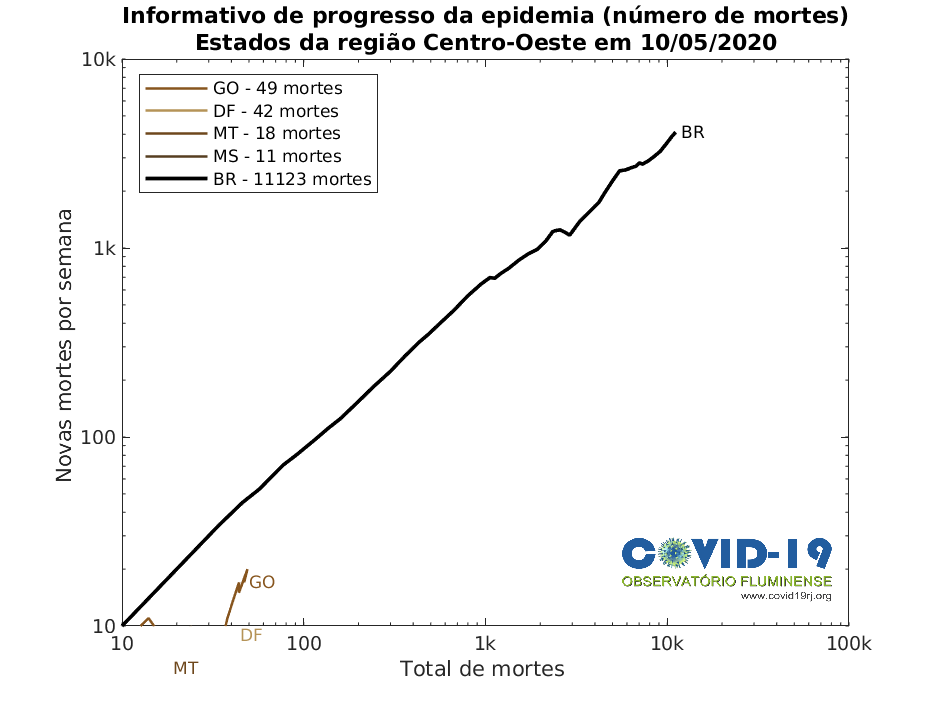 Informativo de progresso da epidemia (número de mortes)
Estados da região Centro-Oeste em 10/05/2020
10k
GO - 49 mortes
DF - 42 mortes
MT - 18 mortes
MS - 11 mortes
BR - 11123 mortes
BR
Novas mortes por semana
1k
100
COVID-19
OBSERVATÓRIO FLUMINENSE
www.covid19rj.org
GO
DF
10
10 100 1k 10k 100k
MT
Total de mortes